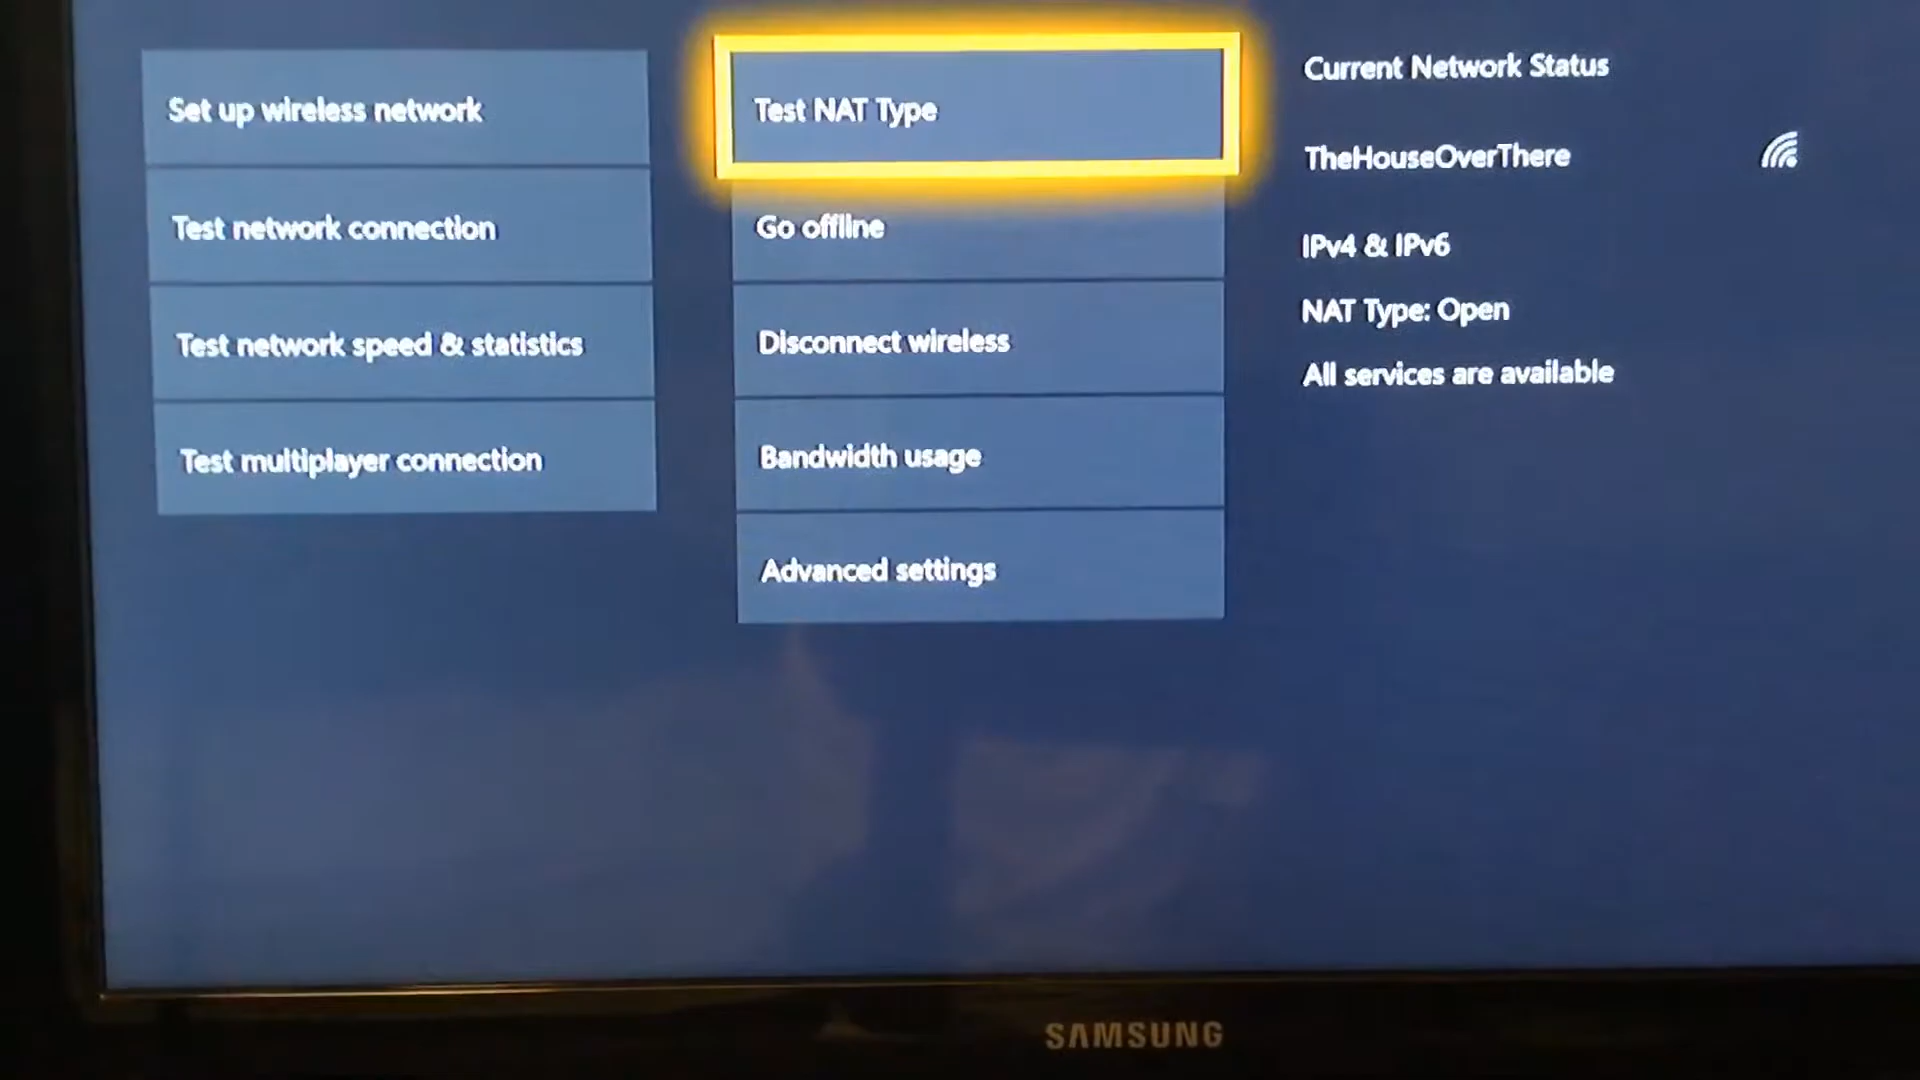 Set up wireless network
Test network connection
Test network speed & statistics
Test multiplayer connection
Test NAT Type
Go offline
Disconnect wireless
Bandwidth usage
Advanced settings
Current Network Status
TheHouseOverThere
IPv4 & IPv6
NAT Type: Open
All services are available
SAMSUNG